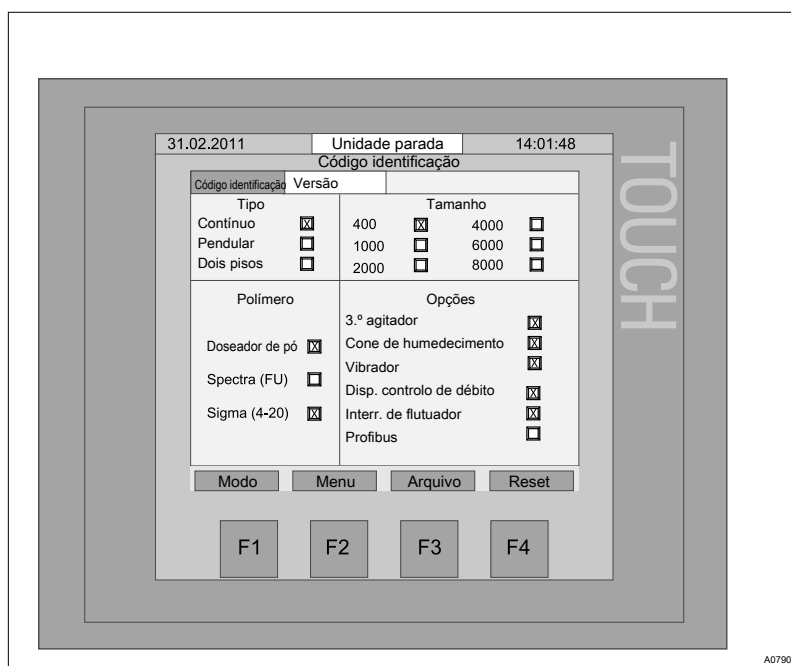 31.02.2011 Unidade parada 14:01:48
Código identificação
Código identificação Versão
Tipo
Contínuo
Pendular
Dois pisos
Tamanho
400 4000
1000 6000
2000 8000
Polímero
Doseador de pó
Spectra (FU)
Sigma (4-20)
Opções
3.º agitador
Cone de humedecimento
Vibrador
Disp. controlo de débito
Interr. de flutuador
Profibus
Modo Menu Arquivo Reset
F1 F2 F3 F4
TOUCH
A0790